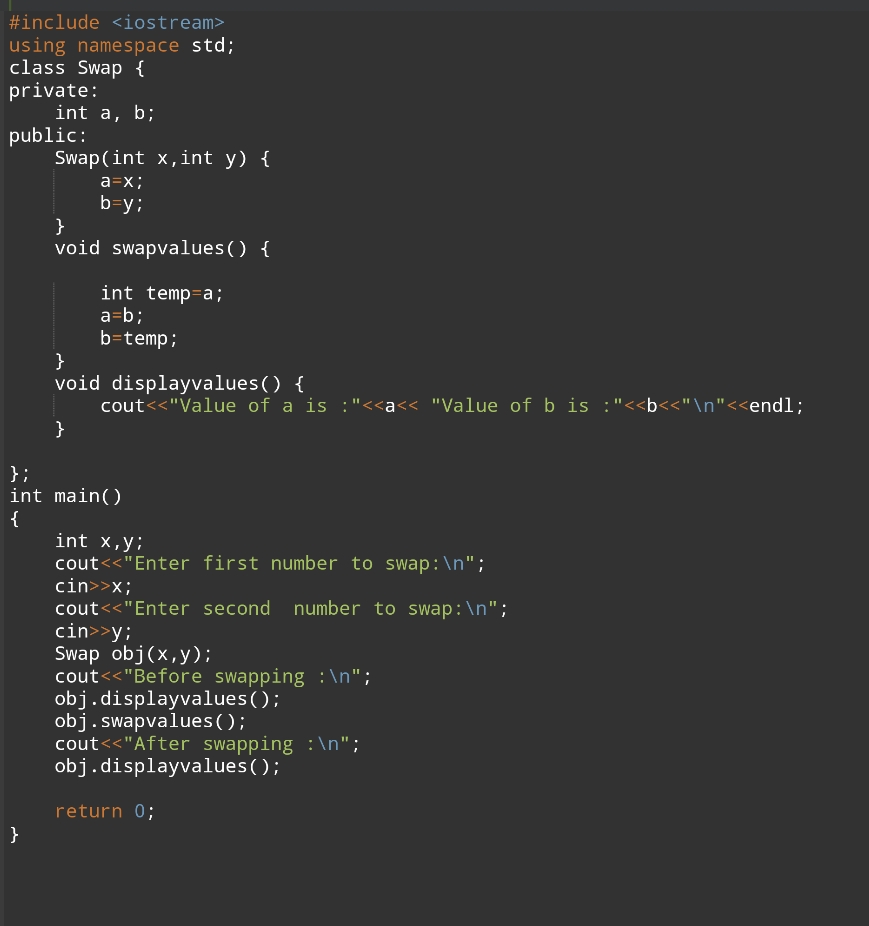 #include <iostream>
using namespace std;
class Swap {
private:
    int a, b;
public:
    Swap(int x,int y) {
        a=x;
        b=y;
    }
    void swapvalues() {

        int temp=a;
        a=b;
        b=temp;
    }
    void displayvalues() {
        cout<<"Value of a is :"<<a<< "Value of b is :"<<b<<"\n"<<endl;
    }

};
int main()
{
    int x,y;
    cout<<"Enter first number to swap:\n";
    cin>>x;
    cout<<"Enter second  number to swap:\n";
    cin>>y;
    Swap obj(x,y);
    cout<<"Before swapping :\n";
    obj.displayvalues();
    obj.swapvalues();
    cout<<"After swapping :\n";
    obj.displayvalues();

    return 0;
}